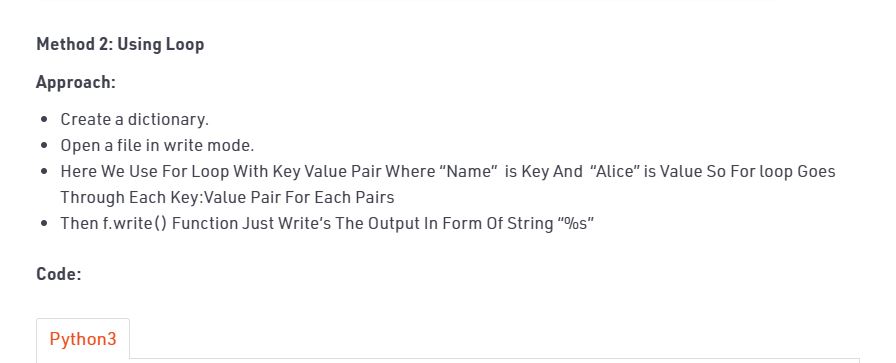 Method 2: Using Loop
Approach:
• Create a dictionary.
• Open a file in write mode.
• Here We Use For Loop With Key Value Pair Where “Name”  is Key And  “Alice” is Value So For loop Goes
Through Each Key:Value Pair For Each Pairs
• Then f.write() Function Just Write's The Output In Form Of String “%s”
Code:
Python3